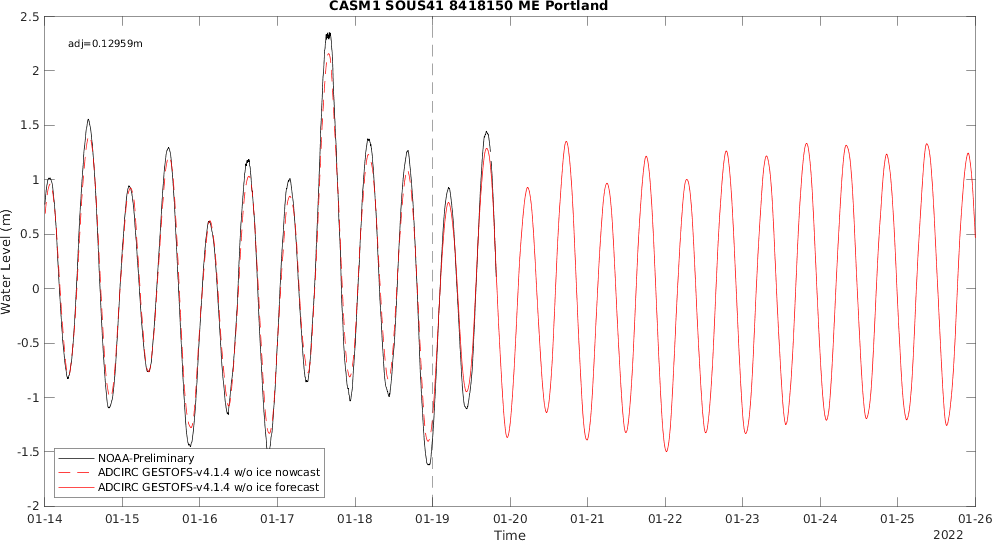 CASM1 SOUS41 8418150 ME Portland
adj=0.12959m
2.5
2
1.5
1
0.5
0
-0.5
-1
-1.5
-2
Water Level (m)
NOAA-Preliminary
ADCIRC GESTOFS-v4.1.4 w/o ice nowcast
ADCIRC GESTOFS-v4.1.4 w/o ice forecast
01-14 01-15 01-16 01-17 01-18 01-19 01-20 01-21 01-22 01-23 01-24 01-25 01-26
Time
2022